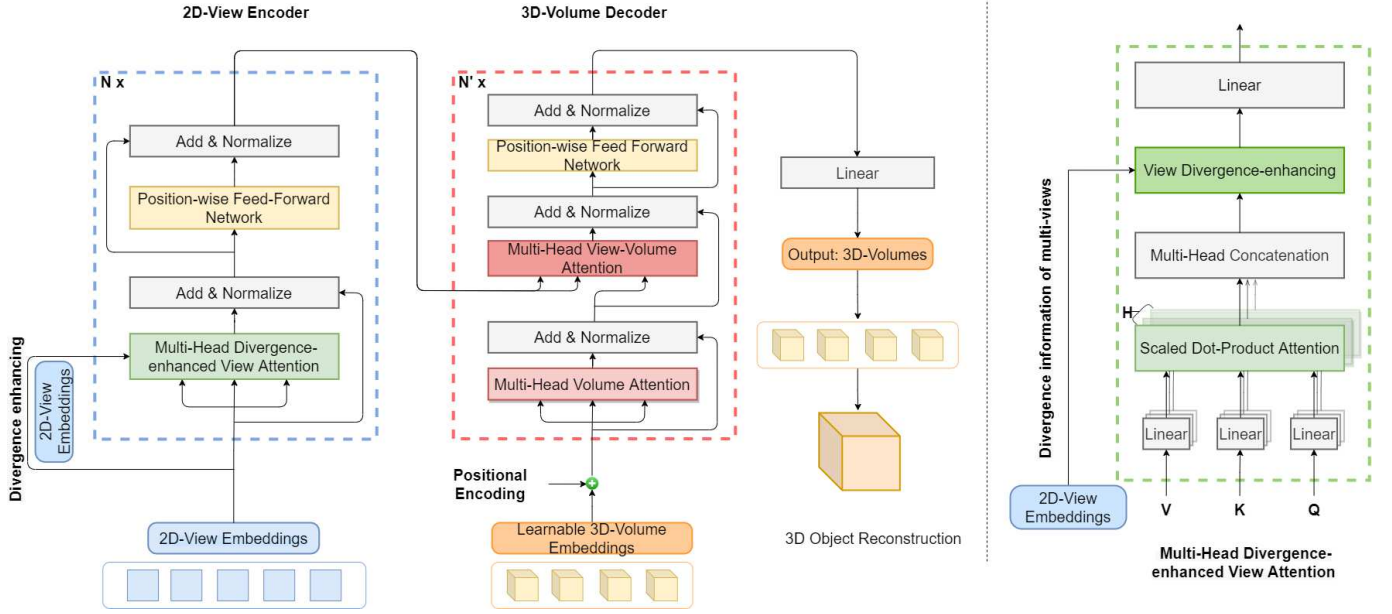 2D-View Encoder
N x
Add & Normalize
Position-wise Feed-Forward
Network
Add & Normalize
Multi-Head Divergence-
enhanced View Attention
Divergence enhancing
2D-View
Embeddings
2D-View Embeddings
3D-Volume Decoder
N' x
Add & Normalize
Position-wise Feed Forward
Network
Add & Normalize
Multi-Head View-Volume
Attention
Add & Normalize
Multi-Head Volume Attention
Positional
Encoding
Learnable 3D-Volume
Embeddings
Linear
Output: 3D-Volumes
3D Object Reconstruction
Linear
View Divergence-enhancing
Multi-Head Concatenation
H
Scaled Dot-Product Attention
Linear
Linear
Linear
Divergence information of multi-views
2D-View
Embeddings
V
K
Q
Multi-Head Divergence-
enhanced View Attention